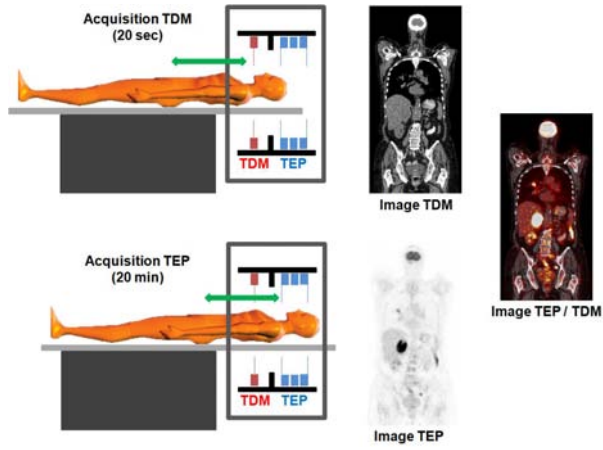 Acquisition TDM
(20 sec)
TDM TEP
Image TDM
Image TEP / TDM
Acquisition TEP
(20 min)
TDM TEP
Image TEP